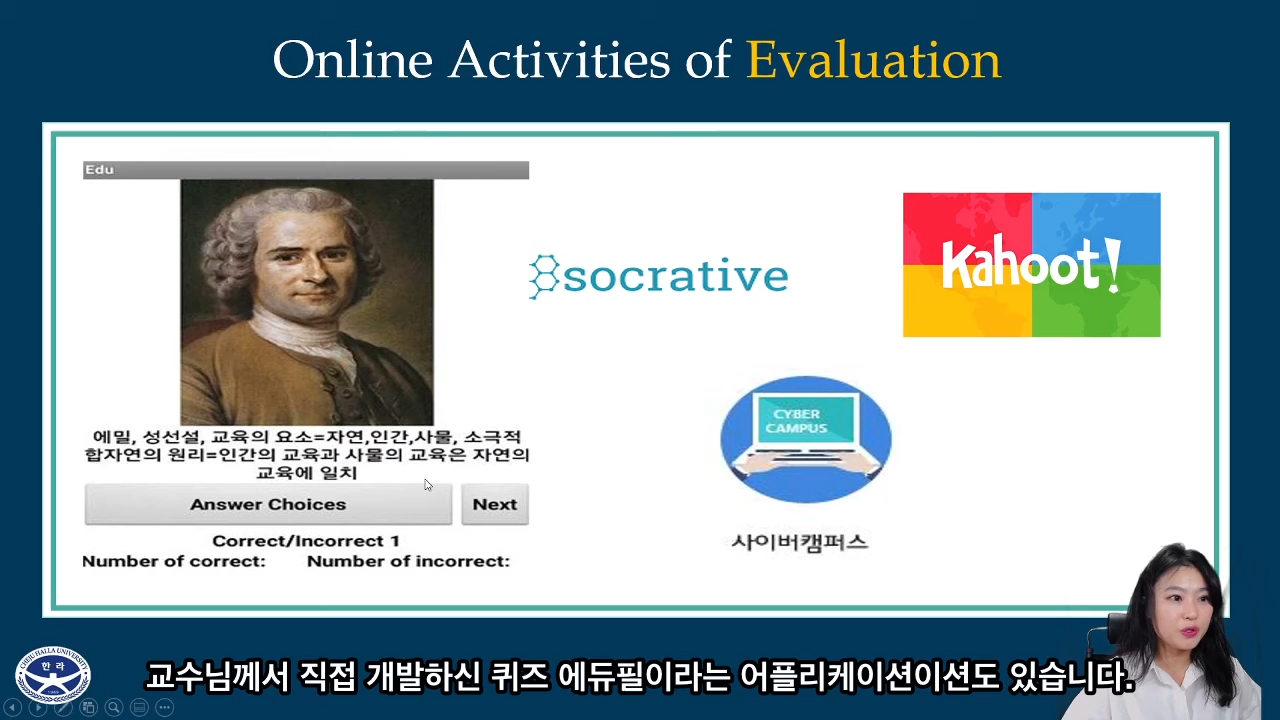 Online Activities of Evaluation
Edu
에밀, 성선설, 교육의 요소=자연,인간,사물, 소극적
합자연의 원리=인간의 교육과 사물의 교육은 자연의
교육에 일치
Answer Choices
Next
Correct/Incorrect 1
Number of correct:
Number of incorrect:
socrative
Kahoot!
CYBER
CAMPUS
사이버캠퍼스
CHEJU HALLA UNIVERSITY
한라
교수님께서 직접 개발하신 퀴즈 에듀필이라는 어플리케이션이션도 있습니다.